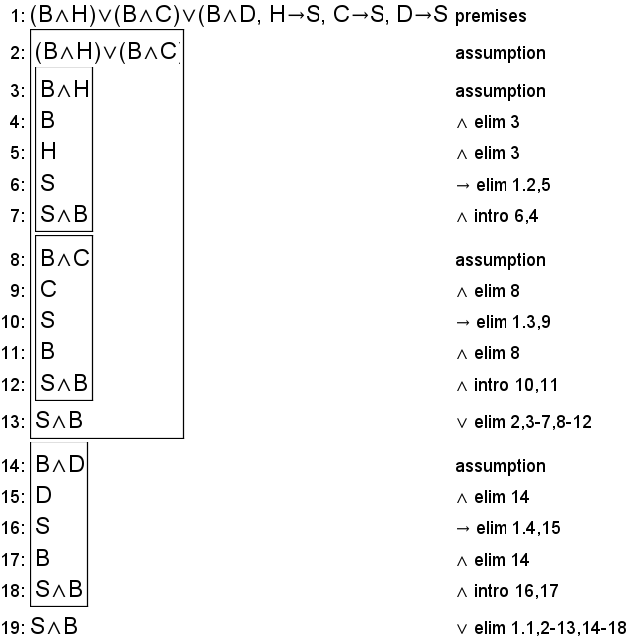 1: (B∧H)∨(B∧C)∨(B∧D, H→S, C→S, D→S premises
2: (B∧H)∨(B∧C assumption
3: B∧H assumption
4: B ∧ elim 3
5: H ∧ elim 3
6: S → elim 1.2,5
7: S∧B ∧ intro 6,4
8: B∧C assumption
9: C ∧ elim 8
10: S → elim 1.3,9
11: B ∧ elim 8
12: S∧B ∧ intro 10,11
13: S∧B ∨ elim 2,3-7,8-12
14: B∧D assumption
15: D ∧ elim 14
16: S → elim 1.4,15
17: B ∧ elim 14
18: S∧B ∧ intro 16,17
19: S∧B ∨ elim 1.1,2-13,14-18